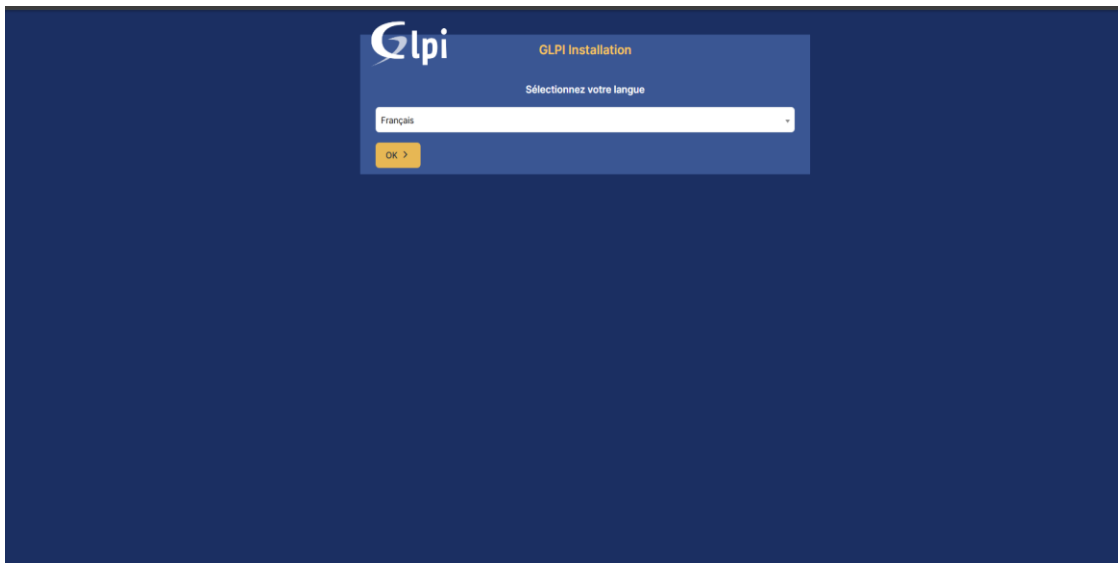 Glpi
GLPI Installation
Sélectionnez votre langue
Français
OK >